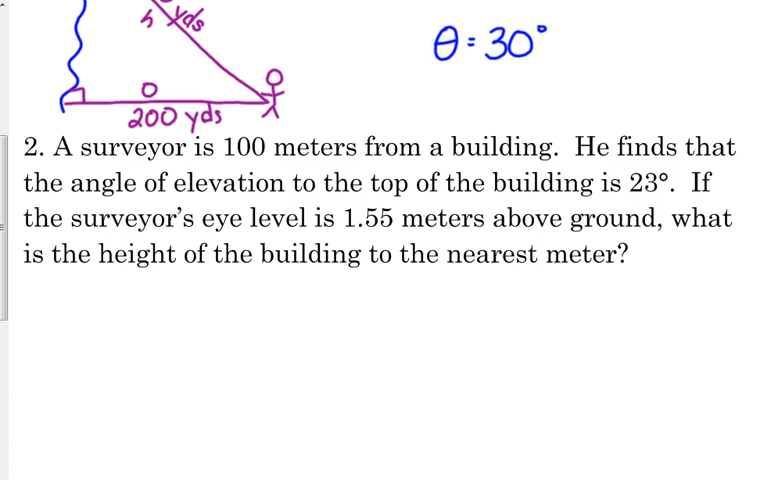 yds
θ = 30°
O
200 yds
2. A surveyor is 100 meters from a building. He finds that
the angle of elevation to the top of the building is 23°. If
the surveyor’s eye level is 1.55 meters above ground, what
is the height of the building to the nearest meter?